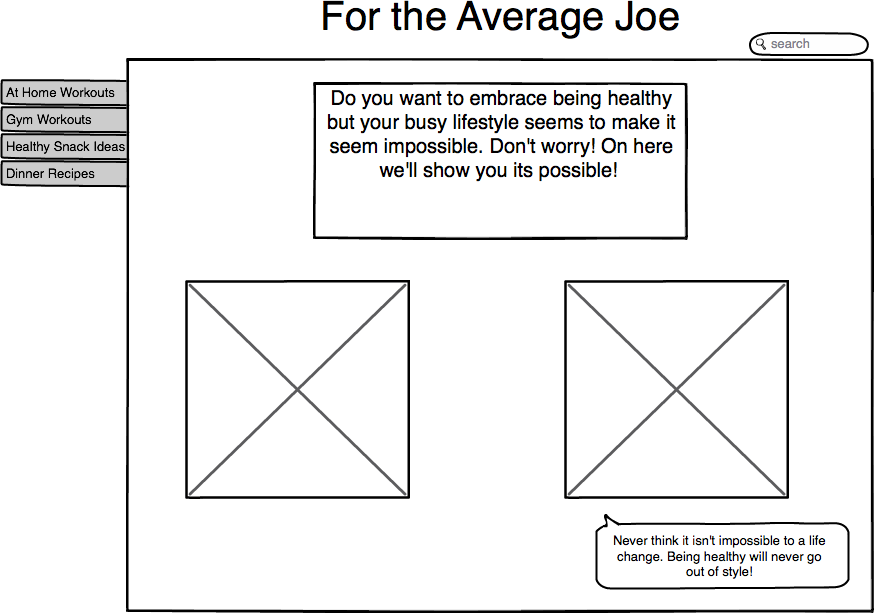 For the Average Joe
search
At Home Workouts
Gym Workouts
Healthy Snack Ideas
Dinner Recipes
Do you want to embrace being healthy
but your busy lifestyle seems to make it
seem impossible. Don't worry! On here
we'll show you its possible!
Never think it isn't impossible to a life
change. Being healthy will never go
out of style!